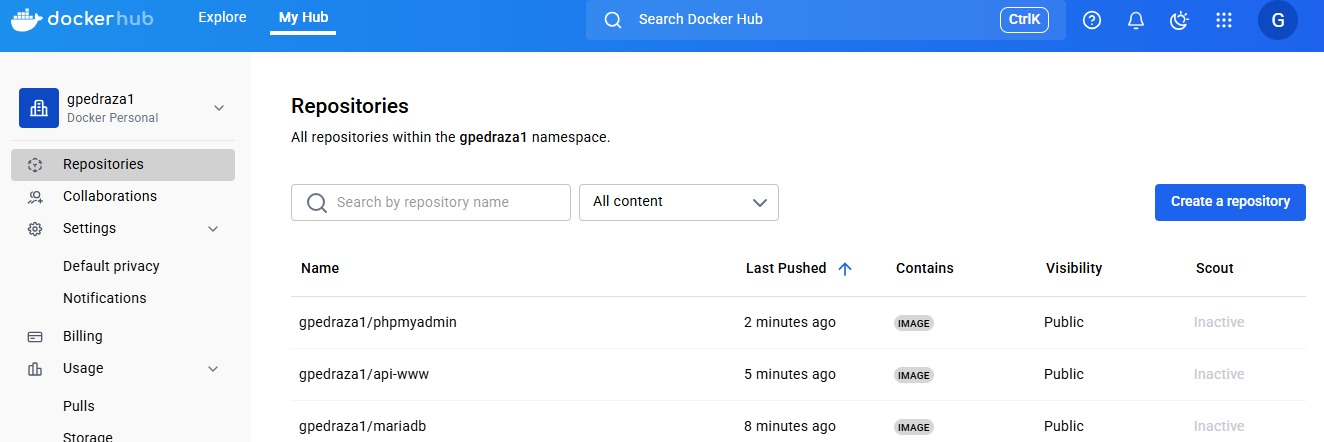 dockerhub
Explore
My Hub
Search Docker Hub
CtrlK
G
gpedraza1
Docker Personal
Repositories
Collaborations
Settings
Default privacy
Notifications
Billing
Usage
Pulls
Storage
Repositories
All repositories within the gpedraza1 namespace.
Search by repository name
All content
Create a repository
Name Last Pushed Contains Visibility Scout
gpedraza1/phpmyadmin 2 minutes ago IMAGE Public Inactive
gpedraza1/api-www 5 minutes ago IMAGE Public Inactive
gpedraza1/mariadb 8 minutes ago IMAGE Public Inactive